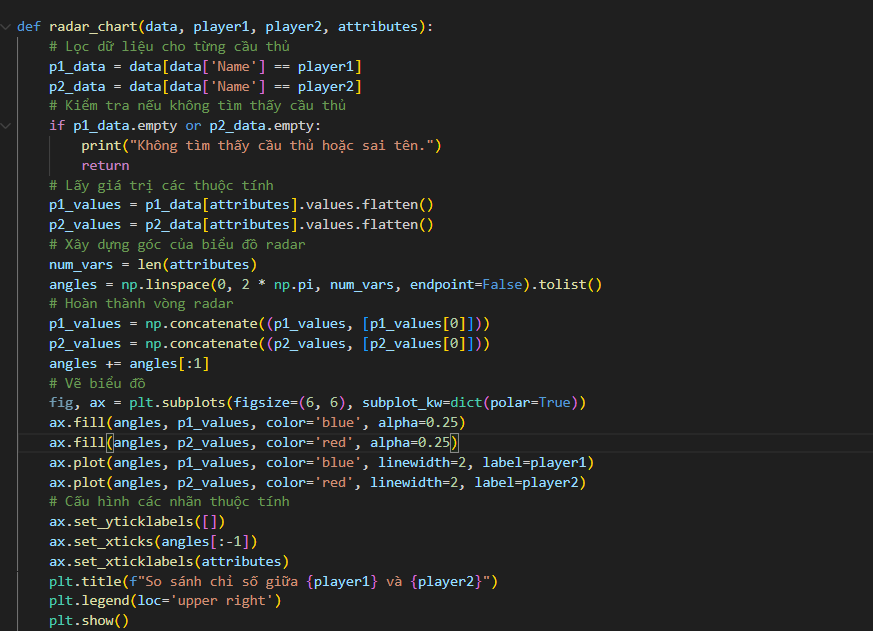 def radar_chart(data, player1, player2, attributes):
    # Lọc dữ liệu cho từng cầu thủ
    p1_data = data[data['Name'] == player1]
    p2_data = data[data['Name'] == player2]
    # Kiểm tra nếu không tìm thấy cầu thủ
    if p1_data.empty or p2_data.empty:
        print("Không tìm thấy cầu thủ hoặc sai tên.")
        return
    # Lấy giá trị các thuộc tính
    p1_values = p1_data[attributes].values.flatten()
    p2_values = p2_data[attributes].values.flatten()
    # Xây dựng góc của biểu đồ radar
    num_vars = len(attributes)
    angles = np.linspace(0, 2 * np.pi, num_vars, endpoint=False).tolist()
    # Hoàn thành vòng radar
    p1_values = np.concatenate((p1_values, [p1_values[0]]))
    p2_values = np.concatenate((p2_values, [p2_values[0]]))
    angles += angles[:1]
    # Vẽ biểu đồ
    fig, ax = plt.subplots(figsize=(6, 6), subplot_kw=dict(polar=True))
    ax.fill(angles, p1_values, color='blue', alpha=0.25)
    ax.fill(angles, p2_values, color='red', alpha=0.25)
    ax.plot(angles, p1_values, color='blue', linewidth=2, label=player1)
    ax.plot(angles, p2_values, color='red', linewidth=2, label=player2)
    # Cấu hình các nhãn thuộc tính
    ax.set_yticklabels([])
    ax.set_xticks(angles[:-1])
    ax.set_xticklabels(attributes)
    plt.title(f"So sánh chỉ số giữa {player1} và {player2}")
    plt.legend(loc='upper right')
    plt.show()